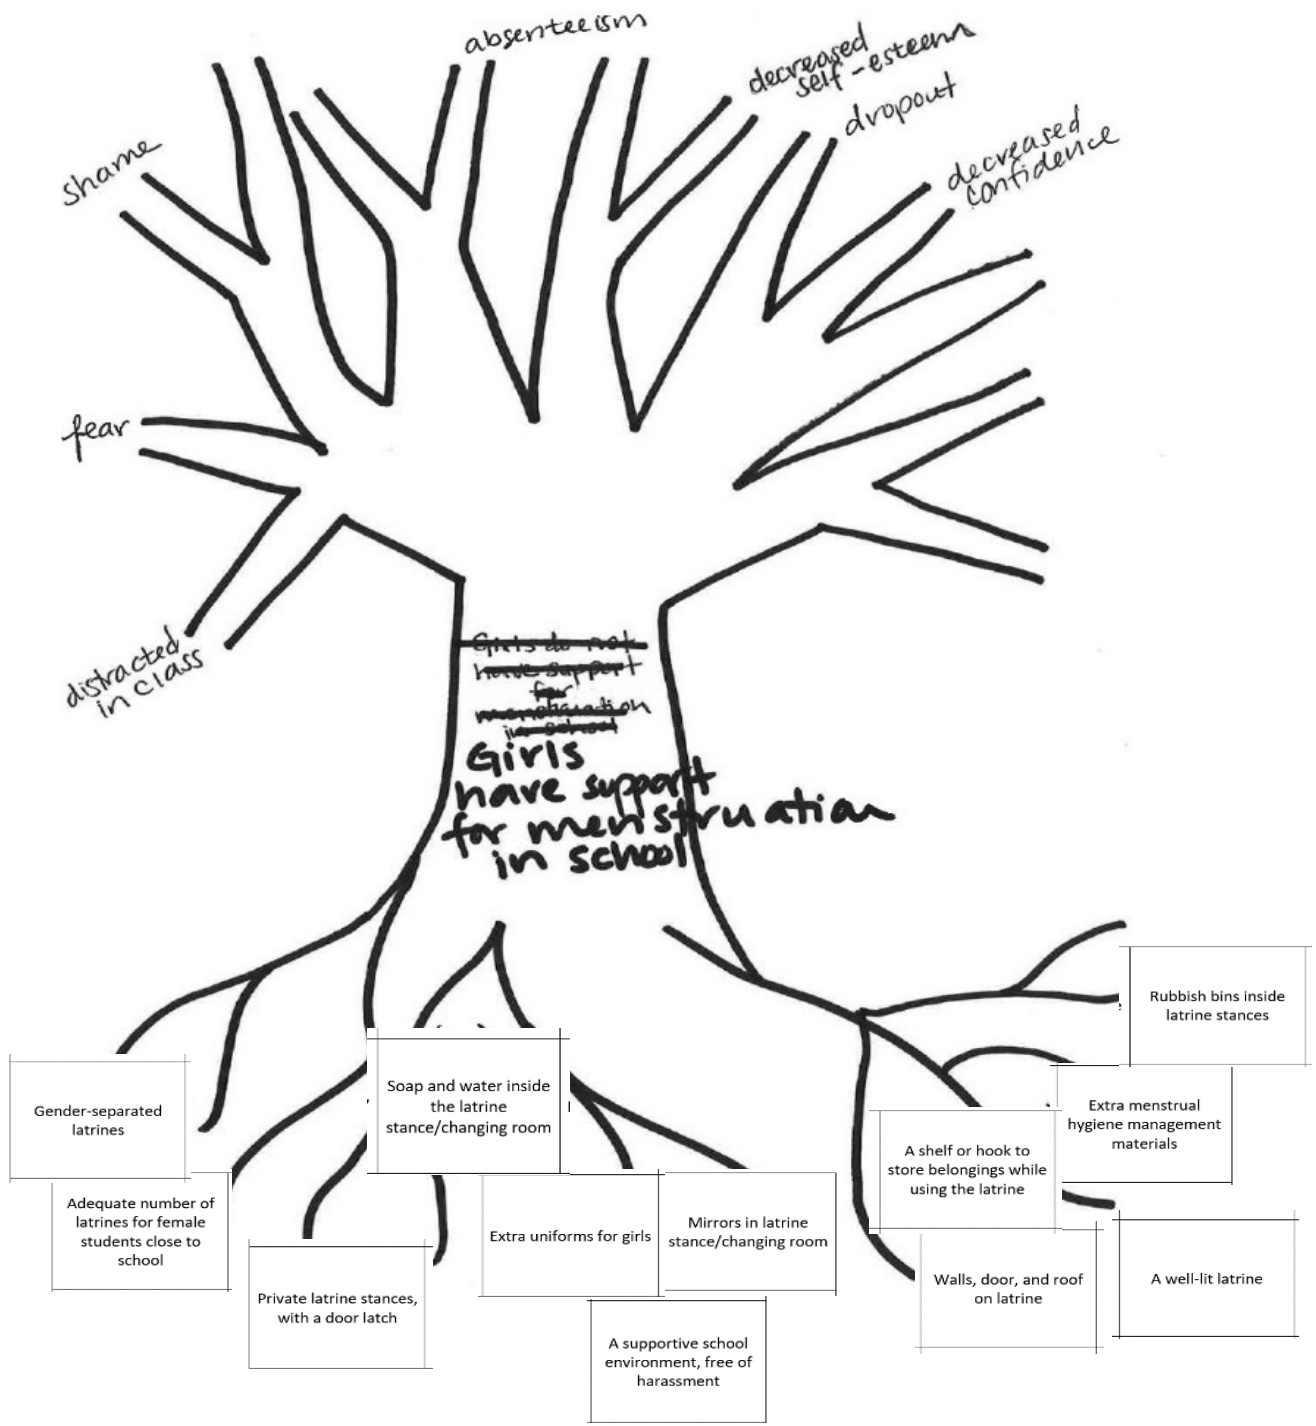 absenteeism
decreased
self-esteem
dropout
decreased
confidence
shame
fear
distracted
in class
Girls do not
have support
for
menstruation
in school
Girls
have support
for menstruation
in school
Rubbish bins inside
latrine stances
Soap and water inside
the latrine
stance/changing room
Gender-separated
latrines
Extra menstrual
hygiene management
materials
A shelf or hook to
store belongings while
using the latrine
Adequate number of
latrines for female
students close to
school
Extra uniforms for girls
Mirrors in latrine
stance/changing room
Private latrine stances,
with a door latch
Walls, door, and roof
on latrine
A well-lit latrine
A supportive school
environment, free of
harassment